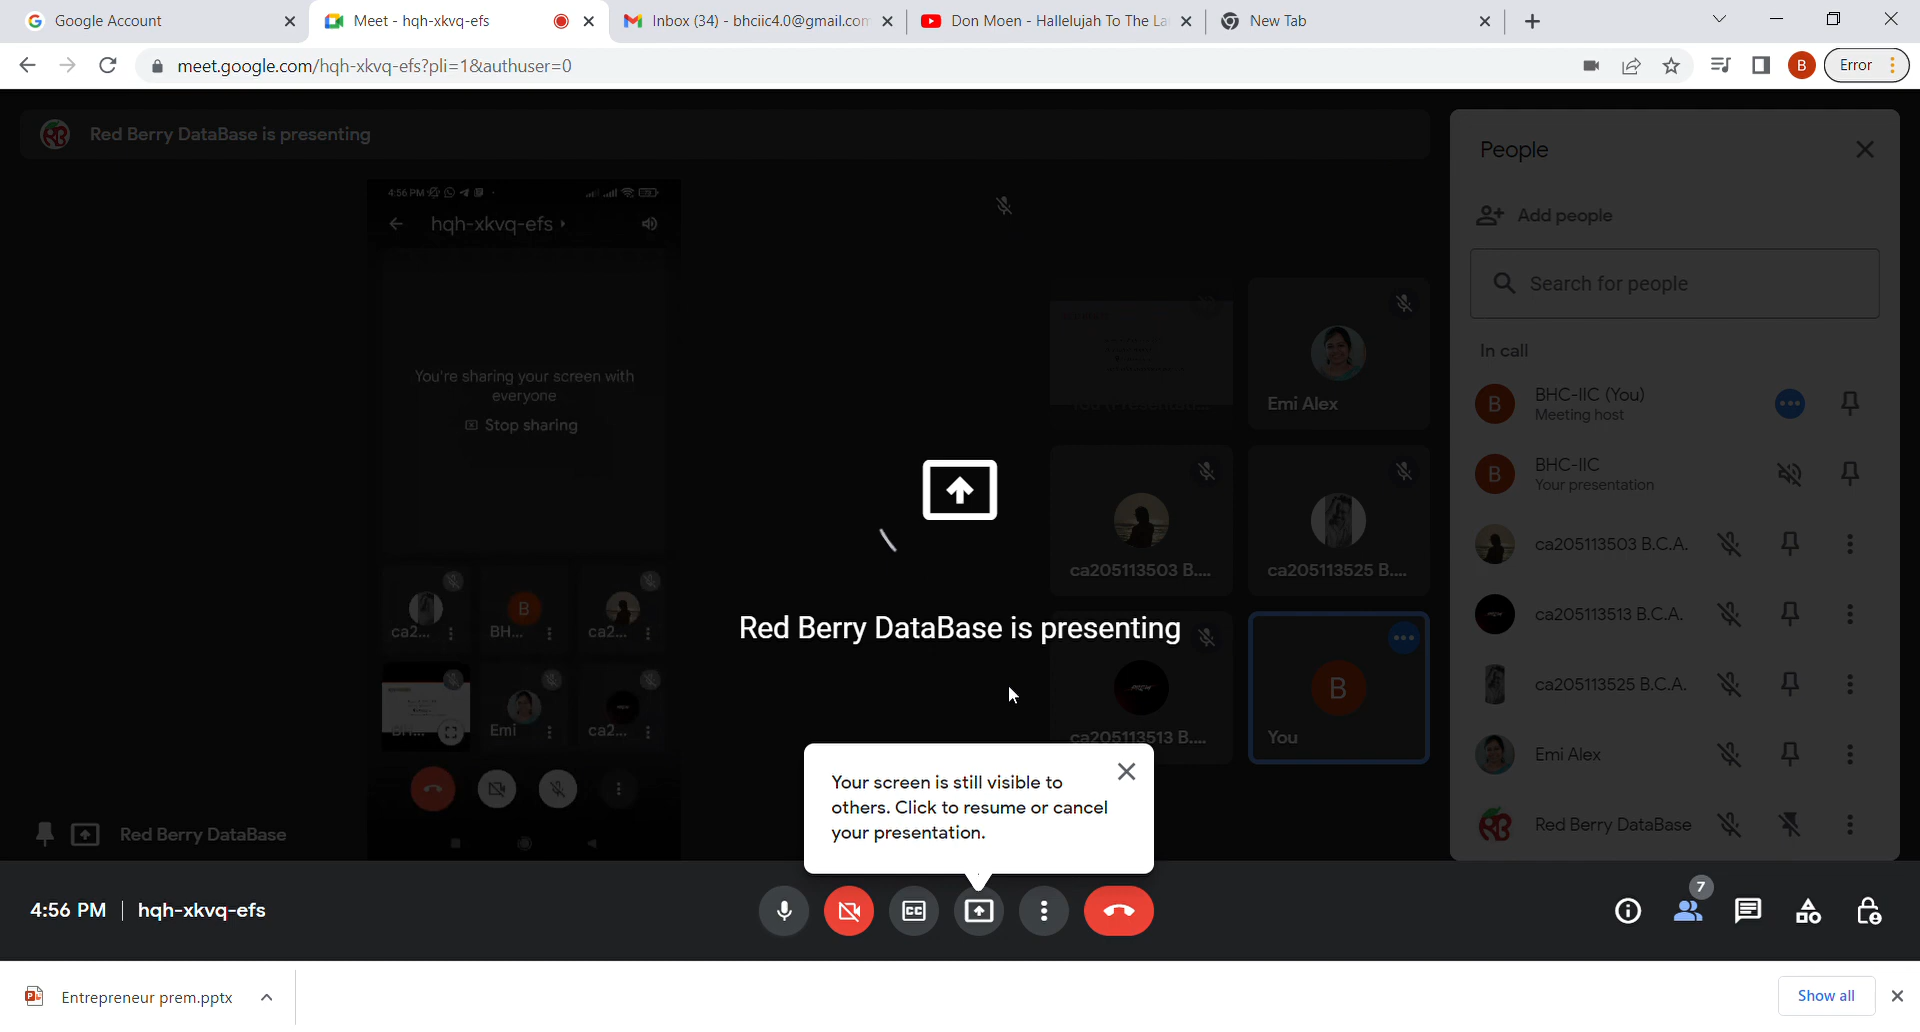 Google Account
Meet - hqh-xkvq-efs
Inbox (34) - bhciic4.0@gmail.com
Don Moen - Hallelujah To The La
New Tab
meet.google.com/hqh-xkvq-efs?pli=1&authuser=0
B
Error
Red Berry DataBase is presenting
4:56 PM
hqh-xkvq-efs
You're sharing your screen with
everyone
Stop sharing
ca2...
BH...
ca2...
B
Emi
ca2...
Red Berry DataBase
Emi Alex
ca205113503 B....
ca205113525 B....
ca205113513 B....
B
You
Red Berry DataBase is presenting
Your screen is still visible to
others. Click to resume or cancel
your presentation.
People
Add people
Search for people
In call
B
BHC-IIC (You)
Meeting host
B
BHC-IIC
Your presentation
ca205113503 B.C.A.
ca205113513 B.C.A.
ca205113525 B.C.A.
Emi Alex
Red Berry DataBase
4:56 PM | hqh-xkvq-efs
CC
7
Entrepreneur prem.pptx
Show all